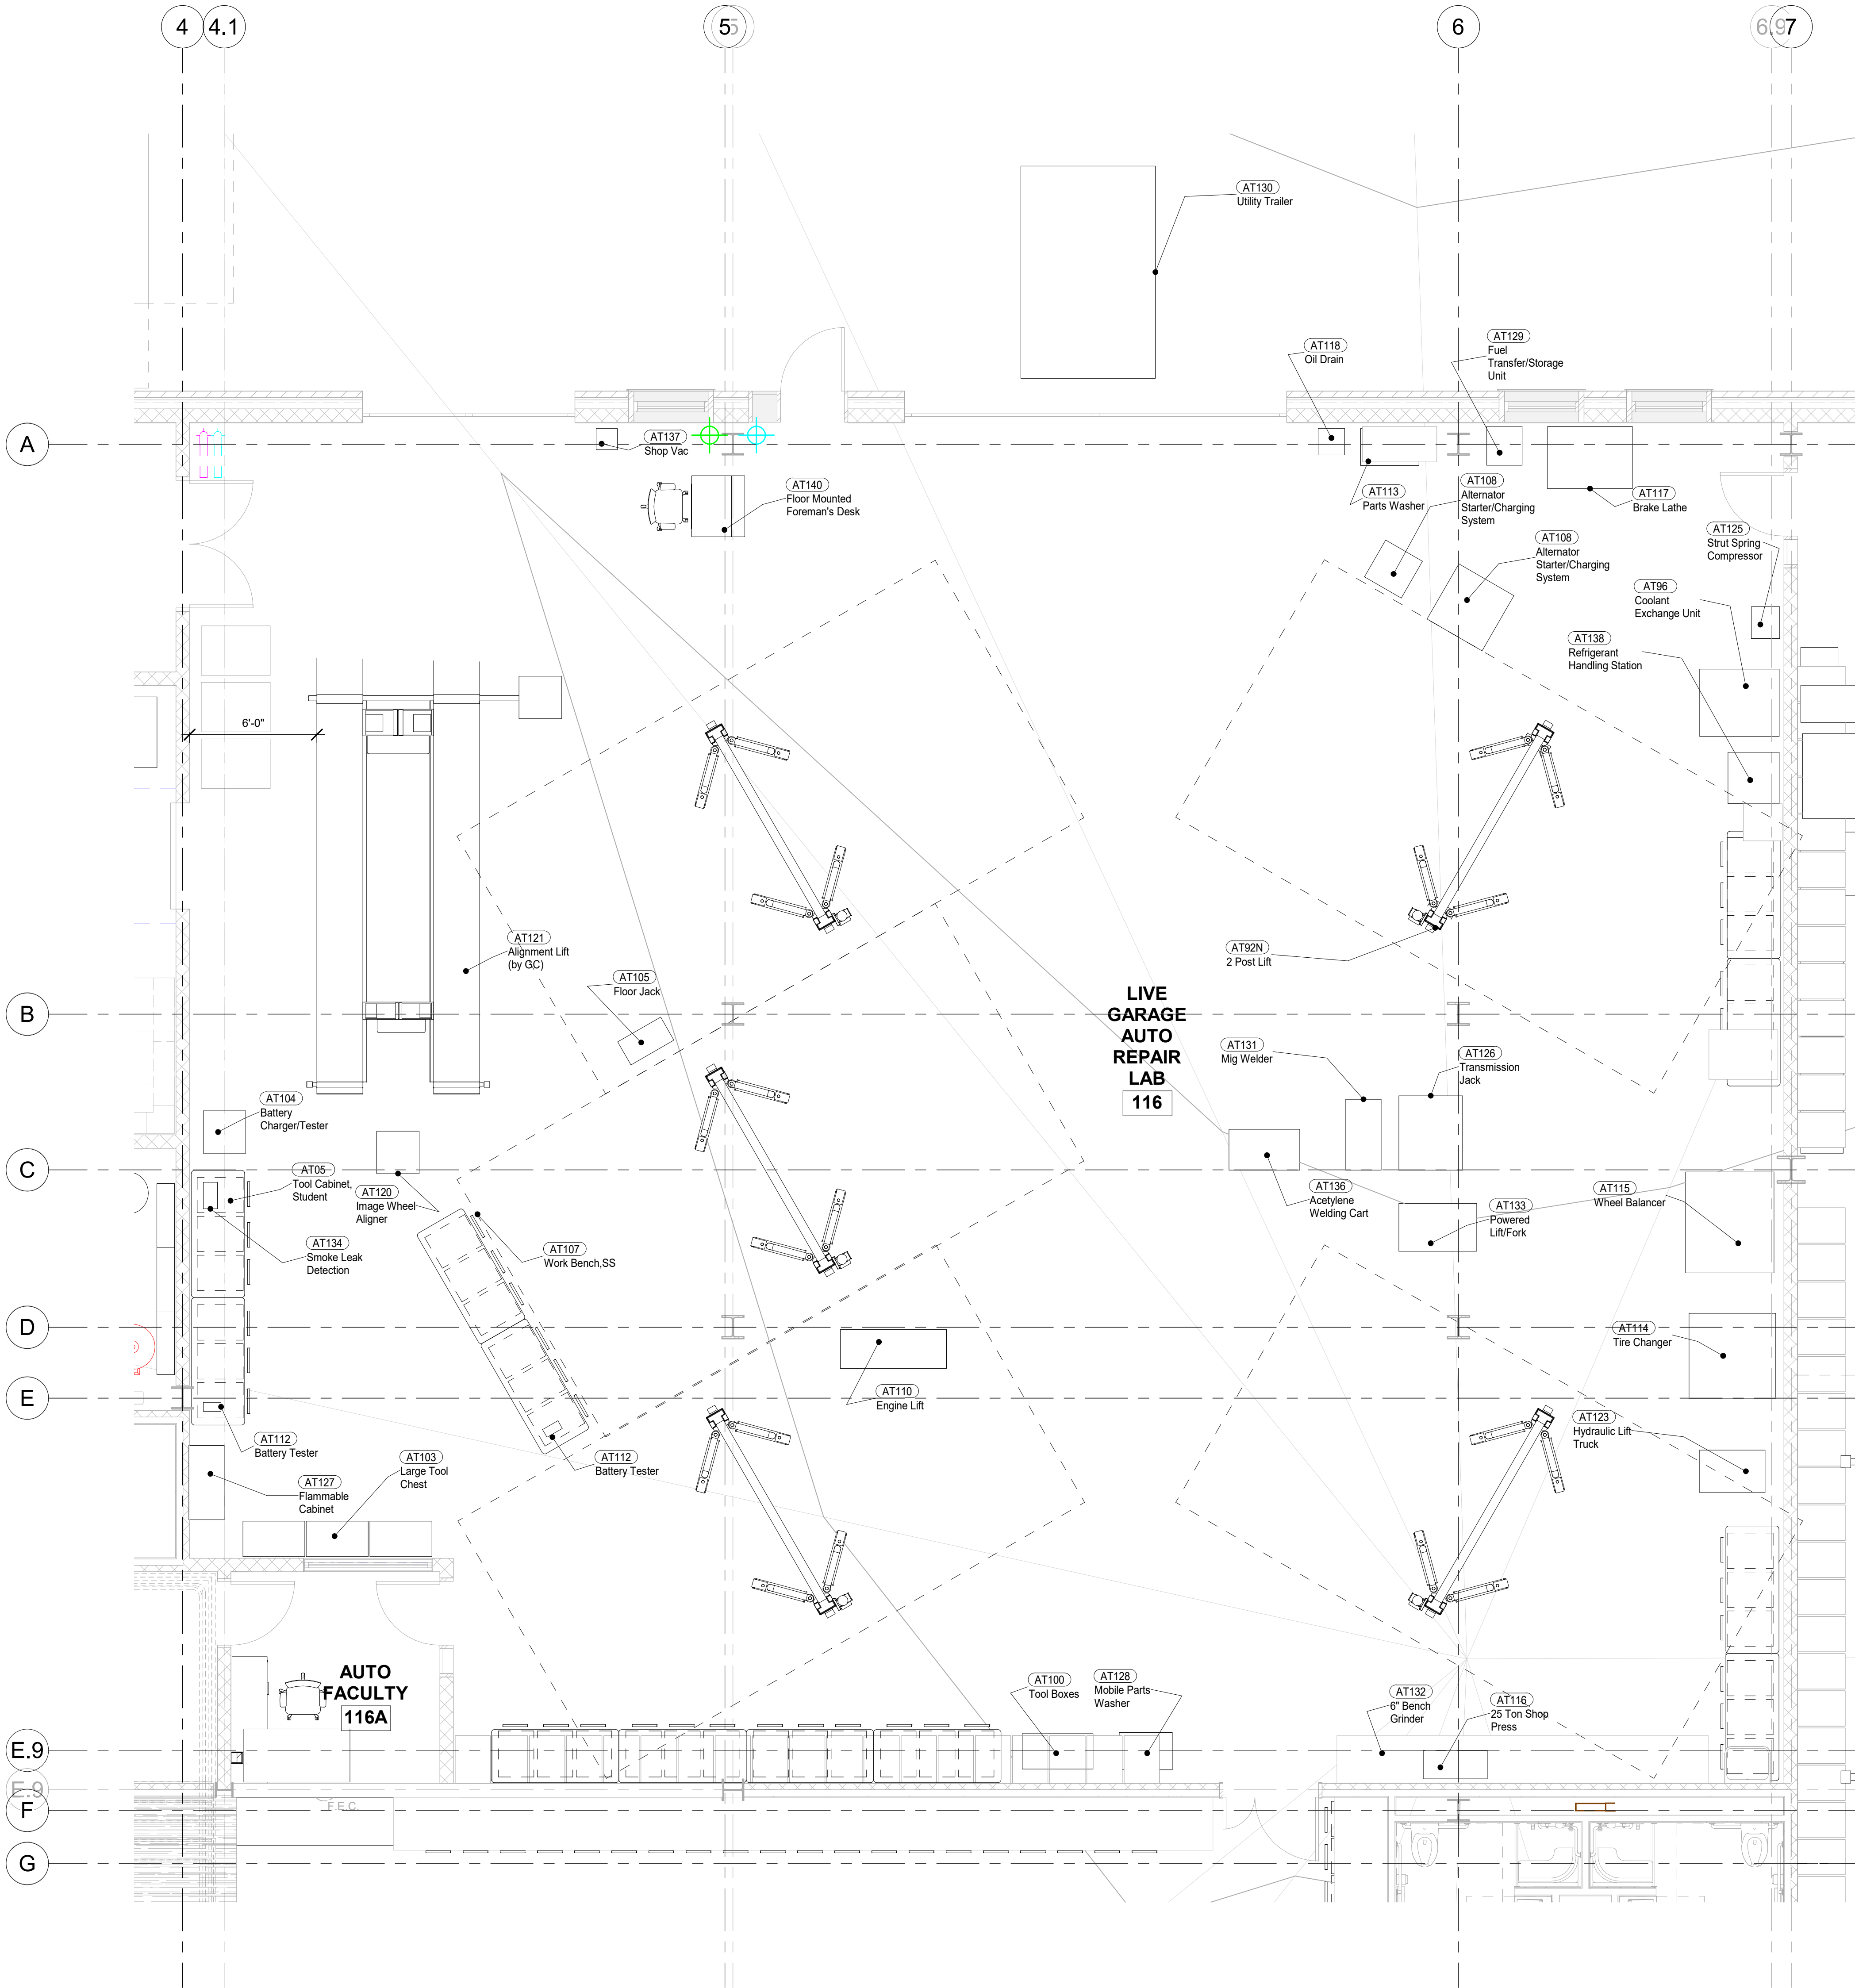 4
4.1
5
5
6
6.9
7
AT130
Utility Trailer
AT118
Oil Drain
AT129
Fuel
Transfer/Storage
Unit
A
AT137
Shop Vac
AT140
Floor Mounted
Foreman's Desk
AT113
Parts Washer
AT108
Alternator
Starter/Charging
System
AT117
Brake Lathe
AT108
Alternator
Starter/Charging
System
AT125
Strut Spring
Compressor
AT96
Coolant
Exchange Unit
AT138
Refrigerant
Handling Station
6'-0"
AT121
Alignment Lift
(by GC)
AT105
Floor Jack
AT92N
2 Post Lift
B
LIVE
GARAGE
AUTO
REPAIR
LAB
116
AT131
Mig Welder
AT126
Transmission
Jack
AT104
Battery
Charger/Tester
C
AT05
Tool Cabinet,
Student
AT120
Image Wheel
Aligner
AT136
Acetylene
Welding Cart
AT133
Powered
Lift/Fork
AT115
Wheel Balancer
AT134
Smoke Leak
Detection
AT107
Work Bench,SS
D
AT114
Tire Changer
E
AT110
Engine Lift
AT123
Hydraulic Lift
Truck
AT112
Battery Tester
AT127
Flammable
Cabinet
AT103
Large Tool
Chest
AT112
Battery Tester
AUTO
FACULTY
116A
AT100
Tool Boxes
AT128
Mobile Parts
Washer
AT132
6" Bench
Grinder
AT116
25 Ton Shop
Press
E.9
E.9
F
F.E.C.
G